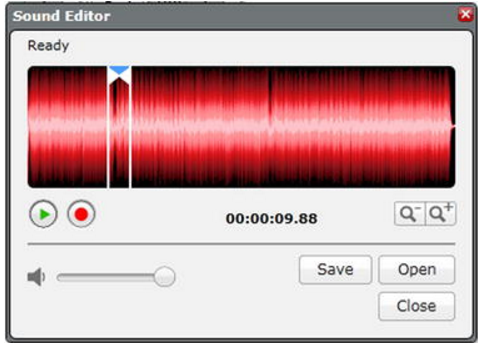 Sound Editor
Ready
00:00:09.88
Save
Open
Close